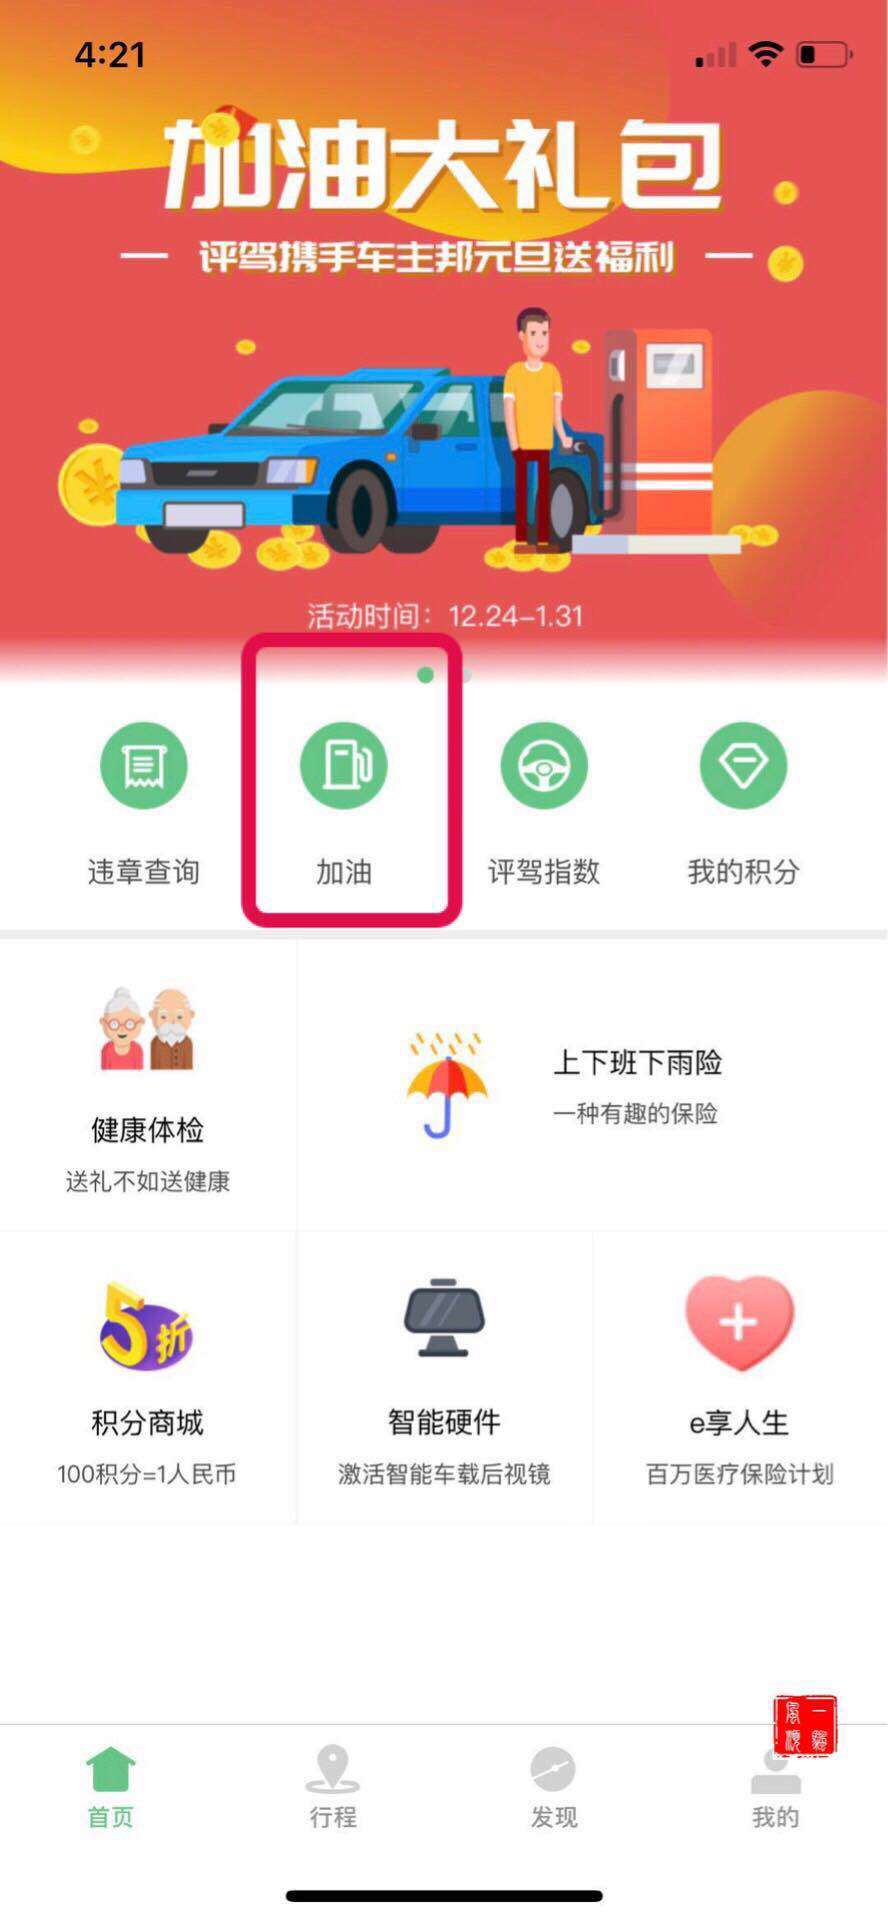 4:21
加油大礼包
评驾携手车主邦元旦送福利
活动时间：12.24-1.31
违章查询
加油
评驾指数
我的积分
健康体检
送礼不如送健康
上下班下雨险
一种有趣的保险
5折
积分商城
100积分=1人民币
智能硬件
激活智能车载后视镜
e享人生
百万医疗保险计划
首页
行程
发现
我的